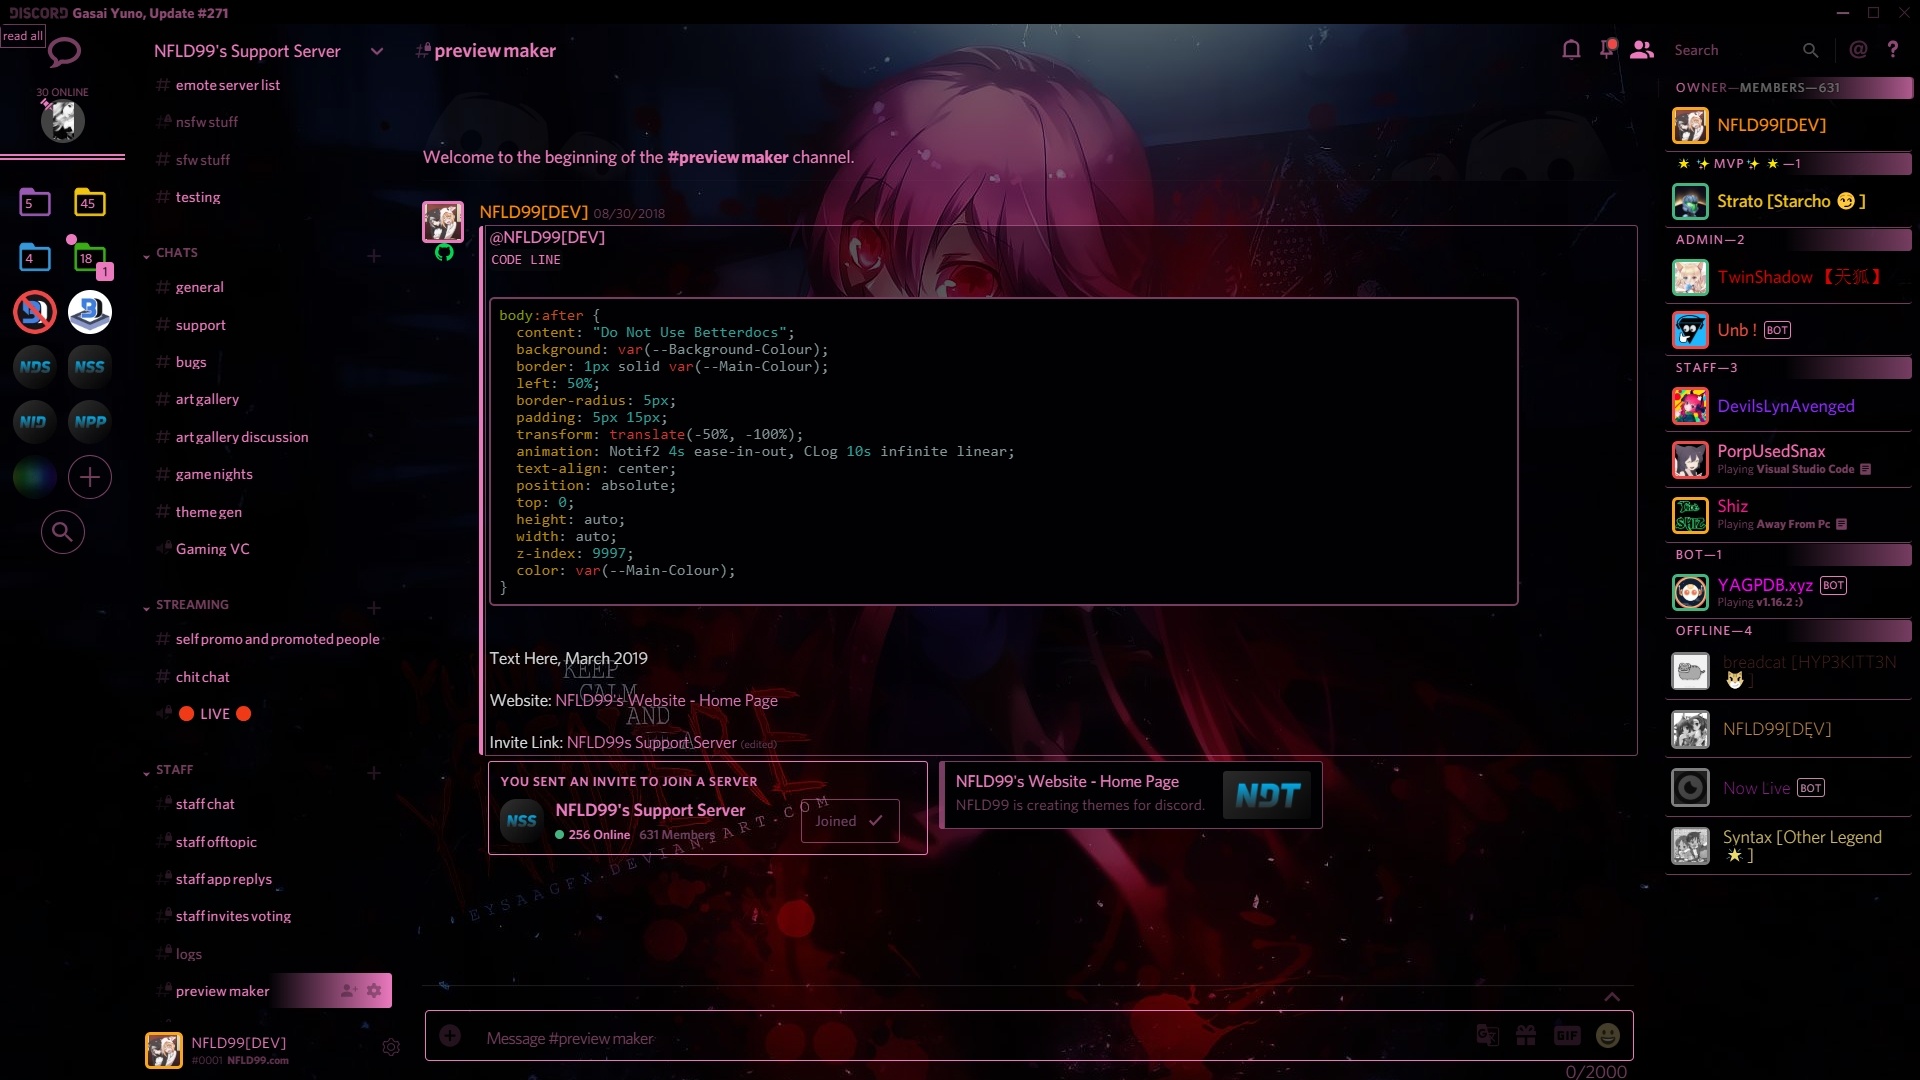 DISCORD Gasai Yuno, Update #271
read all
30 ONLINE
5
45
4
18
1
NDS
NSS
NID
NPP
NFLD99's Support Server
# emote server list
nsfw stuff
# sfw stuff
# testing
CHATS
# general
# support
# bugs
# art gallery
# art gallery discussion
# game nights
# theme gen
Gaming VC
STREAMING
# self promo and promoted people
# chit chat
🔴 LIVE 🔴
STAFF
staff chat
staff offtopic
staff app replys
staff invites voting
logs
preview maker
NFLD99[DEV]
#0001 NFLD99.com
# preview maker
Search
@
?
Welcome to the beginning of the #preview maker channel.
NFLD99[DEV] 08/30/2018
@NFLD99[DEV]
CODE LINE
body:after {
content: "Do Not Use Betterdocs";
background: var(--Background-Colour);
border: 1px solid var(--Main-Colour);
left: 50%;
border-radius: 5px;
padding: 5px 15px;
transform: translate(-50%, -100%);
animation: Notif2 4s ease-in-out, CLog 10s infinite linear;
text-align: center;
position: absolute;
top: 0;
height: auto;
width: auto;
z-index: 9997;
color: var(--Main-Colour);
}
Text Here, March 2019
KEEP
CALM
Website: NFLD99's Website - Home Page
AND
Invite Link: NFLD99s Support Server (edited)
YOU SENT AN INVITE TO JOIN A SERVER
NSS
NFLD99's Support Server
256 Online 631 Members
Joined
NFLD99's Website - Home Page
NFLD99 is creating themes for discord.
NDT
EYSAAGFX.DEVIANTART.COM
Message #preview maker
GIF
0/2000
OWNER—MEMBERS—631
NFLD99[DEV]
🌟 ✨MVP✨ 🌟 —1
Strato [Starcho 😏 ]
ADMIN—2
TwinShadow 【天狐】
Unb ! BOT
STAFF—3
DevilsLynAvenged
PorpUsedSnax
Playing Visual Studio Code
Shiz
The SHIZ
Playing Away From Pc
BOT—1
YAGPDB.xyz BOT
Playing v1.16.2 :)
OFFLINE—4
breadcat [HYP3KITT3N
🐱 ]
NFLD99[DEV]
Now Live BOT
Syntax [Other Legend
🌟 ]